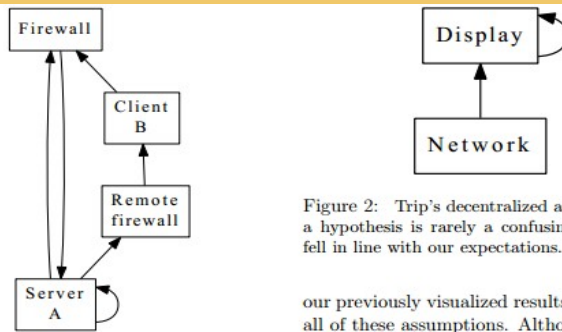 Firewall
Client
B
Remote
firewall
Server
A
Display
Network
Figure 2: Trip's decentralized a
a hypothesis is rarely a confusin
fell in line with our expectations.
our previously visualized results
all of these assumptions. Altho